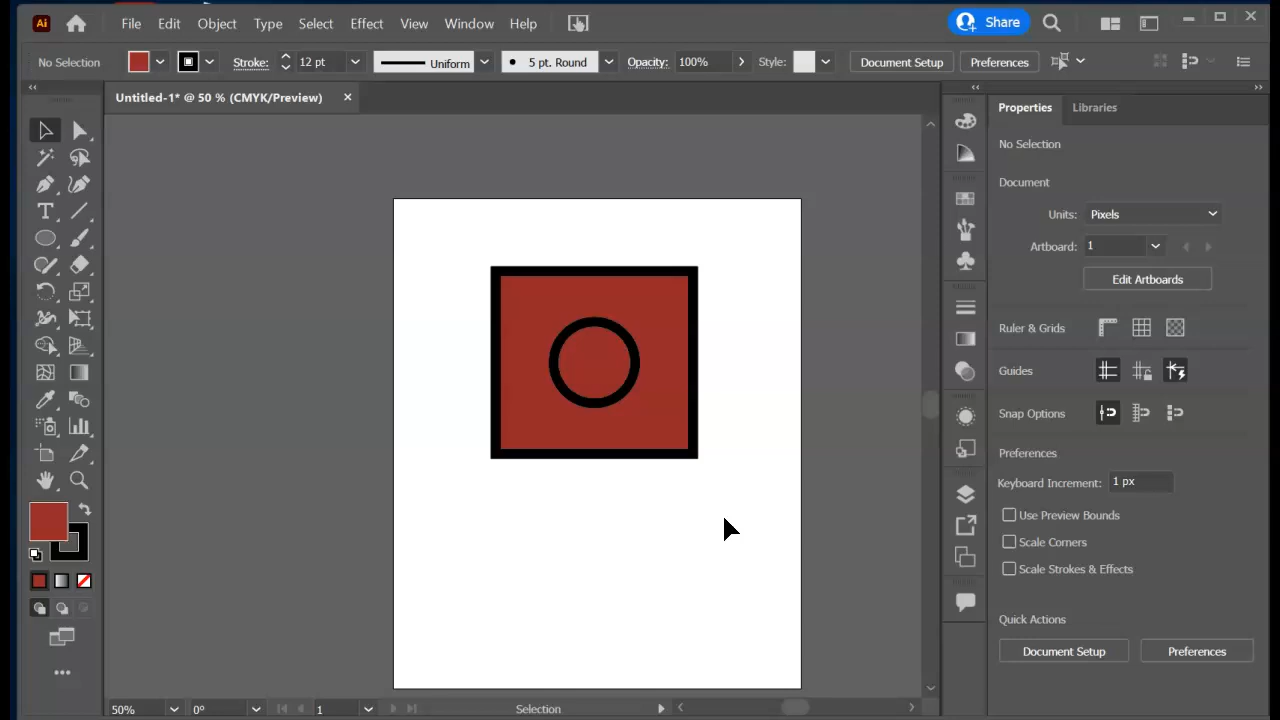 Ai File Edit Object Type Select Effect View Window Help Share
No Selection Stroke: 12 pt Uniform 5 pt. Round Opacity: 100% Style: Document Setup Preferences
Untitled-1* @ 50 % (CMYK/Preview)
Properties Libraries
No Selection
Document
Units: Pixels
Artboard: 1
Edit Artboards
Ruler & Grids
Guides
Snap Options
Preferences
Keyboard Increment: 1 px
Use Preview Bounds
Scale Corners
Scale Strokes & Effects
Quick Actions
Document Setup Preferences
50% 0° 1 Selection